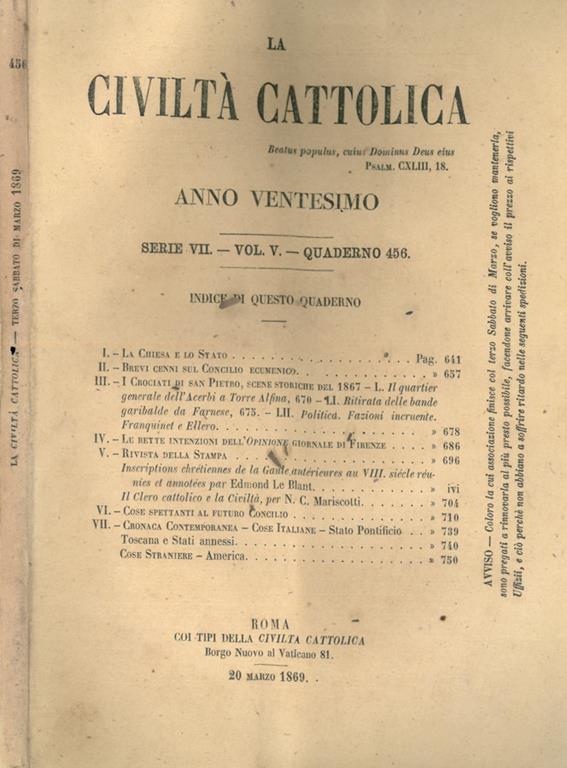 456
LA CIVILTÀ CATTOLICA — TERZO SABBATO DI MARZO 1869
LA
CIVILTÀ CATTOLICA
Beatus populus, cuius Dominus Deus eius
PSALM. CXLIII, 18.
ANNO VENTESIMO
SERIE VII. — VOL. V. — QUADERNO 456.
INDICE DI QUESTO QUADERNO
I. – LA CHIESA E LO STATO . . . Pag. 641
II. – BREVI CENNI SUL CONCILIO ECUMENICO. . . . » 657
III. – I CROCIATI DI SAN PIETRO, SCENE STORICHE DEL 1867 – L. Il quartier
generale dell'Acerbi a Torre Alfina, 670 – LI. Ritirata delle bande
garibalde da Farnese, 675. – LII. Politica. Fazioni incruente.
Franquinet e Ellero. . . . » 678
IV. – LE RETTE INTENZIONI DELL'OPINIONE GIORNALE DI FIRENZE . . . » 686
V. – RIVISTA DELLA STAMPA . . . » 696
Inscriptions chrétiennes de la Gaule antérieures au VIII. siécle réu-
nies et annotées par Edmond Le Blant. . . . » ivi
Il Clero cattolico e la Civiltà, per N. C. Mariscotti. . . . » 704
VI. – COSE SPETTANTI AL FUTURO CONCILIO . . . » 710
VII. – CRONACA CONTEMPORANEA – COSE ITALIANE – Stato Pontificio . . . » 739
Toscana e Stati annessi. . . . » 740
COSE STRANIERE – America. . . . » 750
ROMA
COI TIPI DELLA CIVILTÀ CATTOLICA
Borgo Nuovo al Vaticano 81.
20 MARZO 1869.
AVVISO — Coloro la cui associazione finisce col terzo Sabbato di Marzo, se vogliono mantenerla,
sono pregati a rinnovarla al più presto possibile, facendone arrivare coll'avviso il prezzo ai rispettivi
Uffizii, e ciò perchè non abbiano a soffrire ritardo nelle seguenti spedizioni.